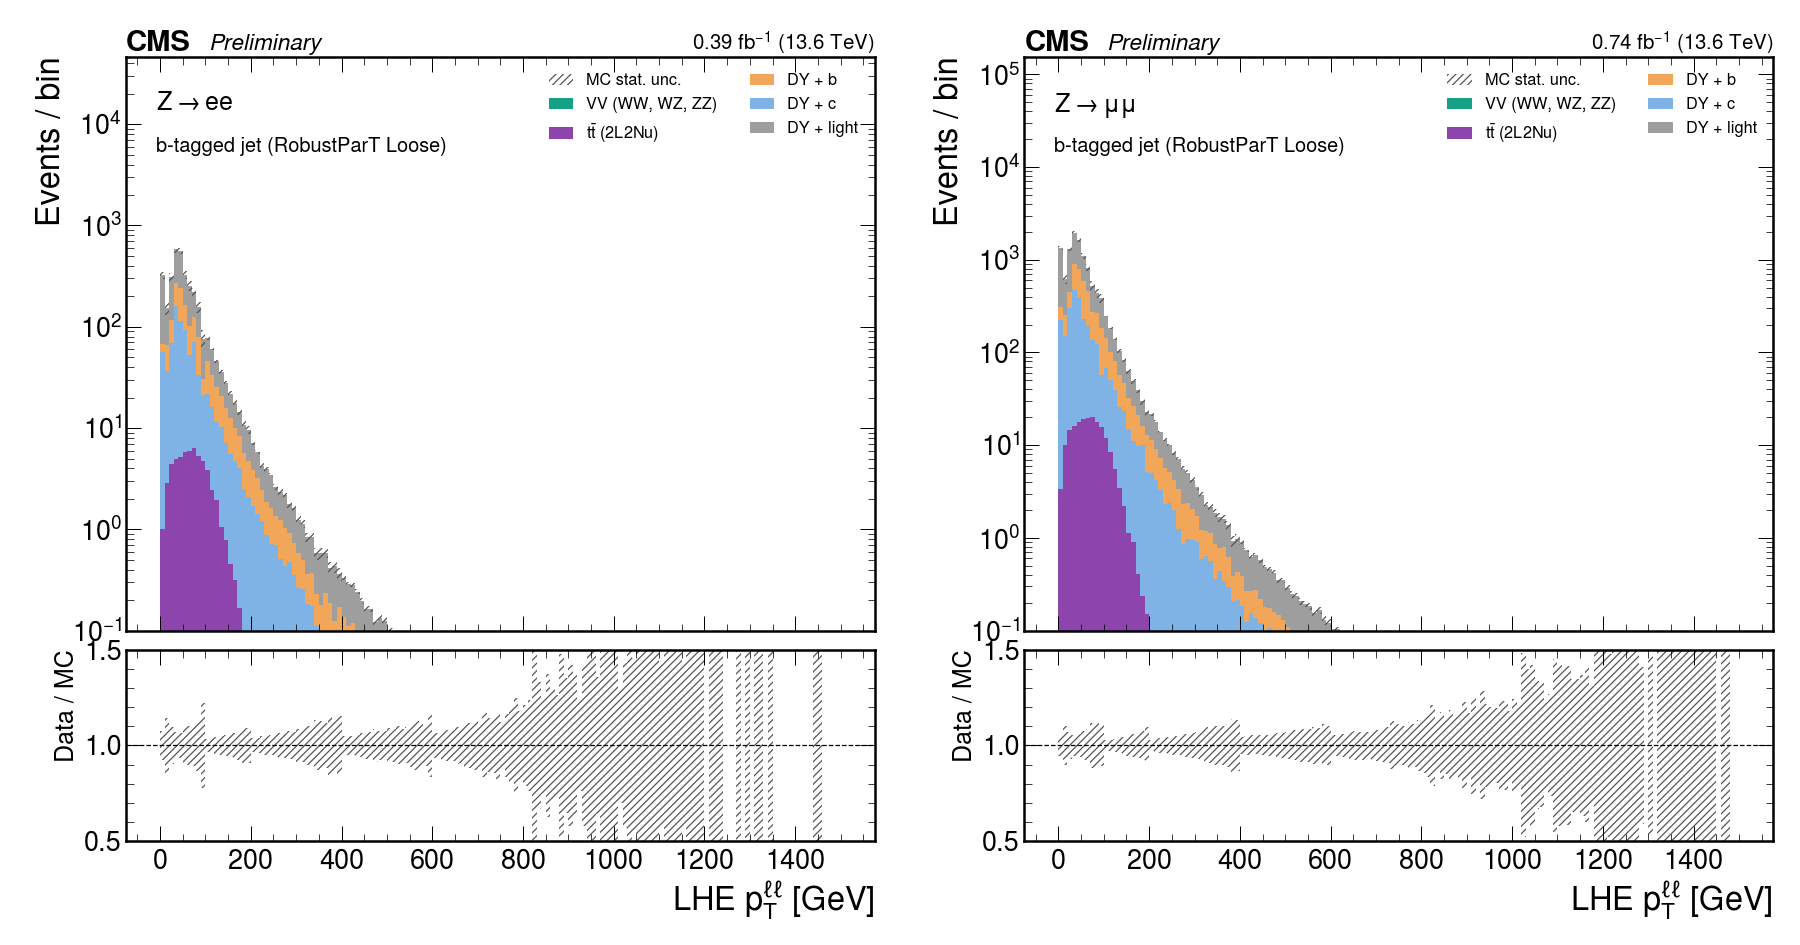 CMS Preliminary 0.39 fb⁻¹ (13.6 TeV)
Events / bin
Z → ee
b-tagged jet (RobustParT Loose)
MC stat. unc.
VV (WW, WZ, ZZ)
tt̄ (2L2Nu)
DY + b
DY + c
DY + light
10⁴
10³
10²
10¹
10⁰
10⁻¹
Data / MC
1.5
1.0
0.5
0 200 400 600 800 1000 1200 1400
LHE p_T^ℓℓ [GeV]
CMS Preliminary 0.74 fb⁻¹ (13.6 TeV)
Events / bin
Z → μμ
b-tagged jet (RobustParT Loose)
MC stat. unc.
VV (WW, WZ, ZZ)
tt̄ (2L2Nu)
DY + b
DY + c
DY + light
10⁵
10⁴
10³
10²
10¹
10⁰
10⁻¹
Data / MC
1.5
1.0
0.5
0 200 400 600 800 1000 1200 1400
LHE p_T^ℓℓ [GeV]